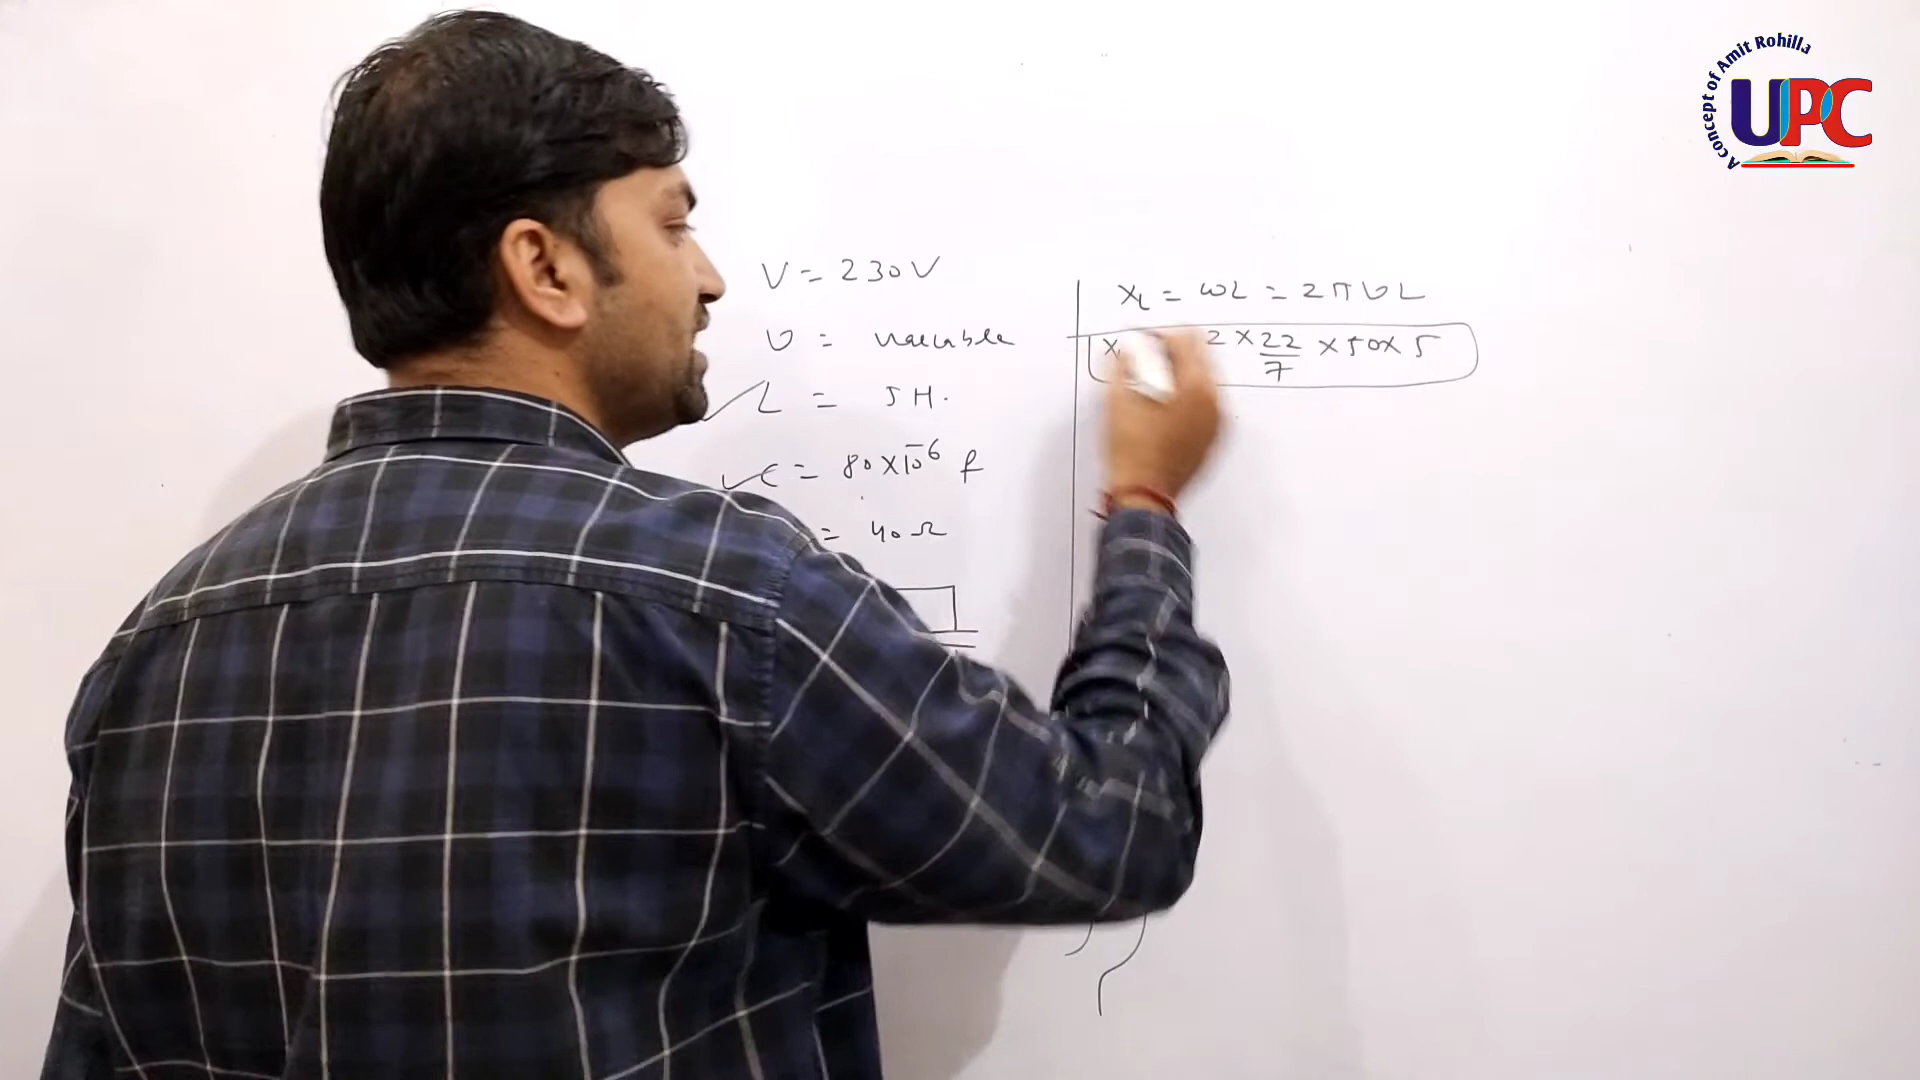 A concept of Amit Rohilla
UPC
V = 230V
υ = variable
L = 5H.
C = 80×10⁻⁶ f
= 40Ω
X_L = ωL = 2πυL
X 2 × 22/7 × 50 × 5